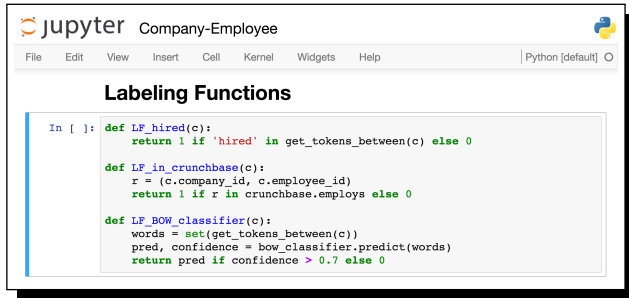 jupyter Company-Employee
File Edit View Insert Cell Kernel Widgets Help Python [default]
Labeling Functions
In [ ]: def LF_hired(c):
    return 1 if 'hired' in get_tokens_between(c) else 0
def LF_in_crunchbase(c):
    r = (c.company_id, c.employee_id)
    return 1 if r in crunchbase.employs else 0
def LF_BOW_classifier(c):
    words = set(get_tokens_between(c))
    pred, confidence = bow_classifier.predict(words)
    return pred if confidence > 0.7 else 0